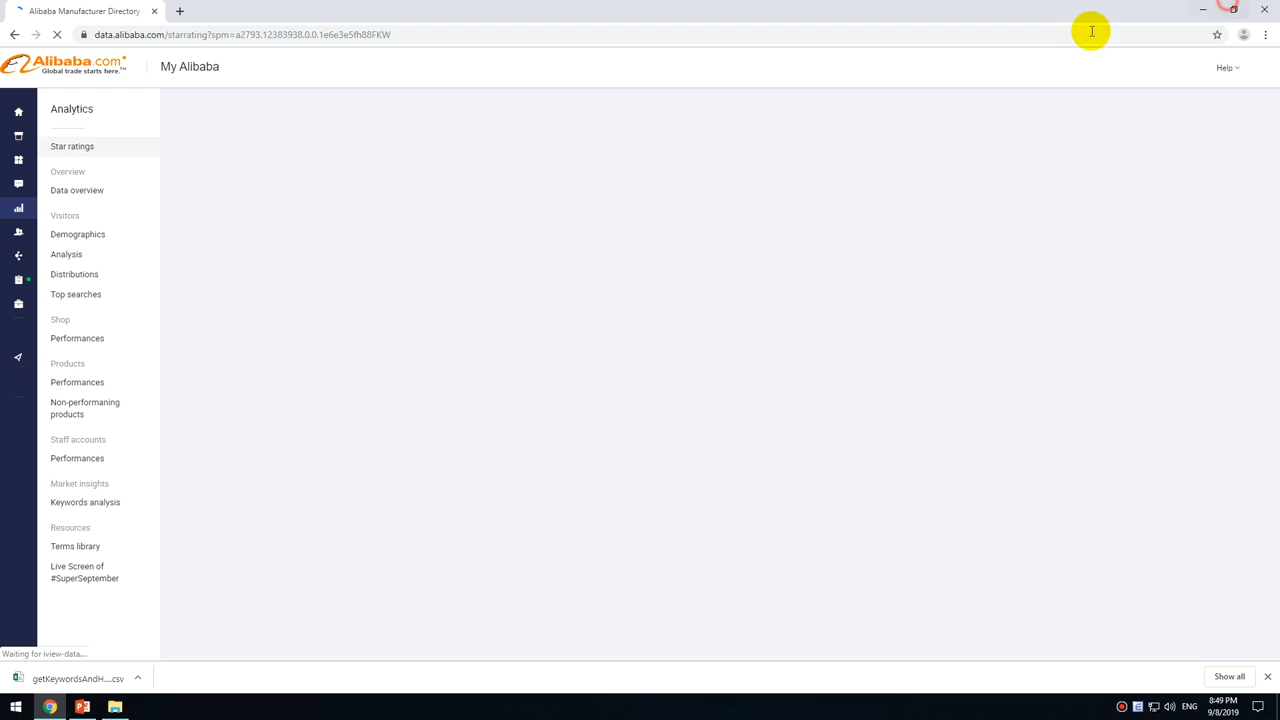 Alibaba Manufacturer Directory
data.alibaba.com/starrating?spm=a2793.12383938.0.0.1e6e3e5fh88FKW
Alibaba.com™
Global trade starts here.™
My Alibaba
Help
Analytics
Star ratings
Overview
Data overview
Visitors
Demographics
Analysis
Distributions
Top searches
Shop
Performances
Products
Performances
Non-performaning
products
Staff accounts
Performances
Market insights
Keywords analysis
Resources
Terms library
Live Screen of
#SuperSeptember
Waiting for iview-data....
getKeywordsAndH....csv
Show all
ENG
8:49 PM
9/8/2019